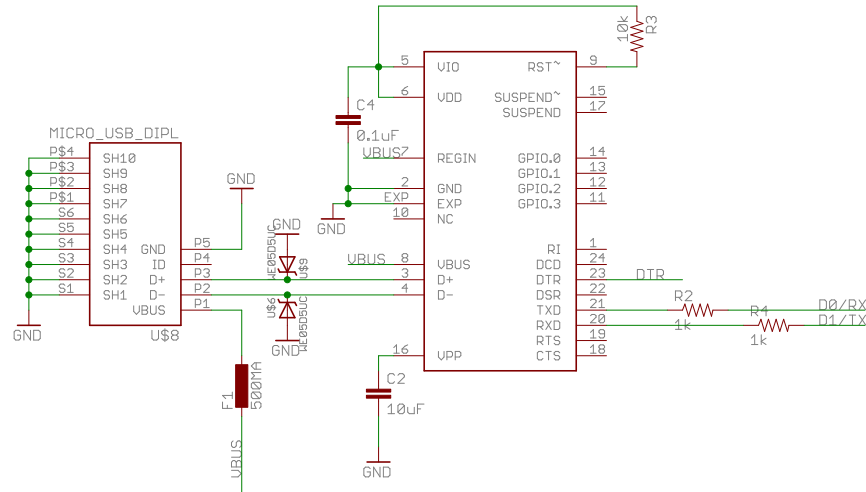 10k
R3
5 VIO
RST~ 9
6 VDD
SUSPEND~ 15
SUSPEND 17
C4
0.1uF
MICRO_USB_DIPL
VBUS 7 REGIN
GPIO.0 14
GPIO.1 13
GPIO.2 12
GPIO.3 11
P$4 SH10
P$3 SH9
P$2 SH8
P$1 SH7
S6 SH6
S5 SH5
S4 SH4
S3 SH3
S2 SH2
S1 SH1
GND P5
ID P4
D+ P3
D- P2
VBUS P1
U$8
GND
GND
2 GND
EXP EXP
10 NC
GND
GND
WE05D5UC
U$9
U$6
WE05D5UC
GND
VBUS 8 VBUS
3 D+
4 D-
RI 1
DCD 24
DTR 23 DTR
DSR 22
TXD 21
RXD 20
RTS 19
CTS 18
R2
1k
R4
1k
D0/RX
D1/TX
16 VPP
C2
10uF
GND
F1
500MA
VBUS